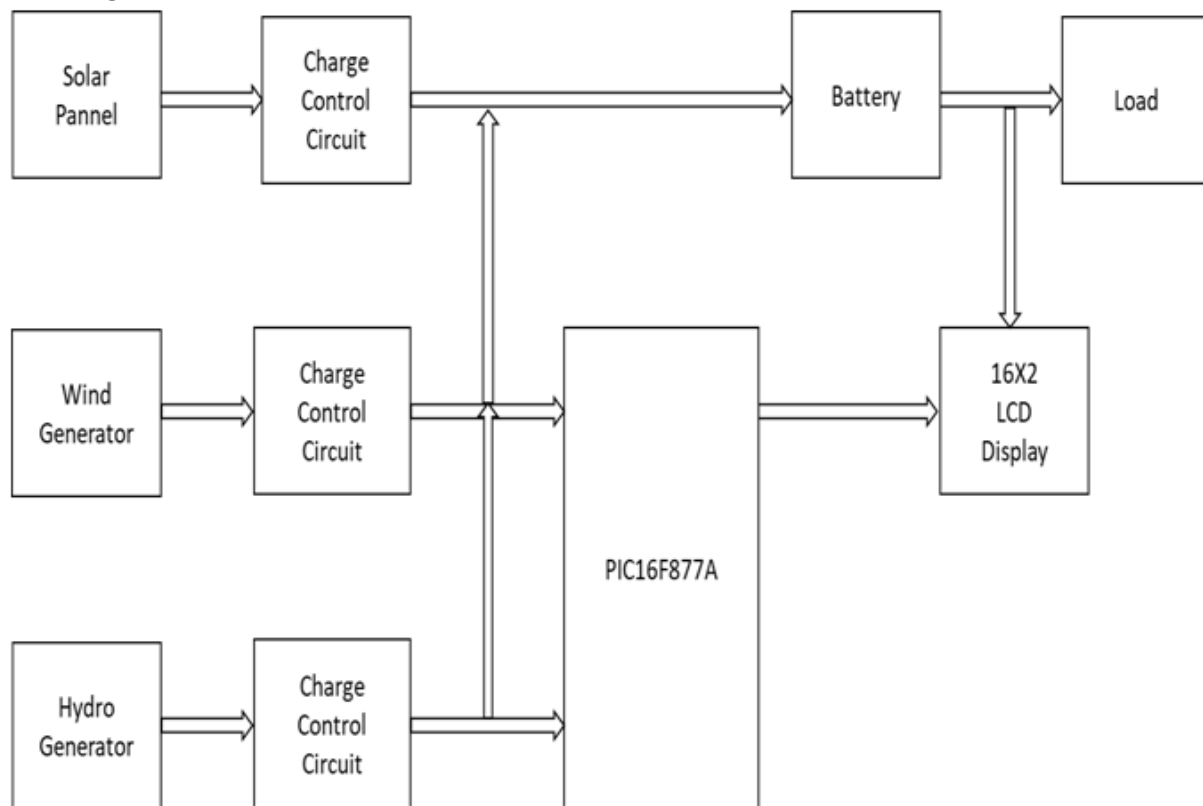 Solar
Pannel
Charge
Control
Circuit
Battery
Load
Wind
Generator
Charge
Control
Circuit
16X2
LCD
Display
PIC16F877A
Hydro
Generator
Charge
Control
Circuit